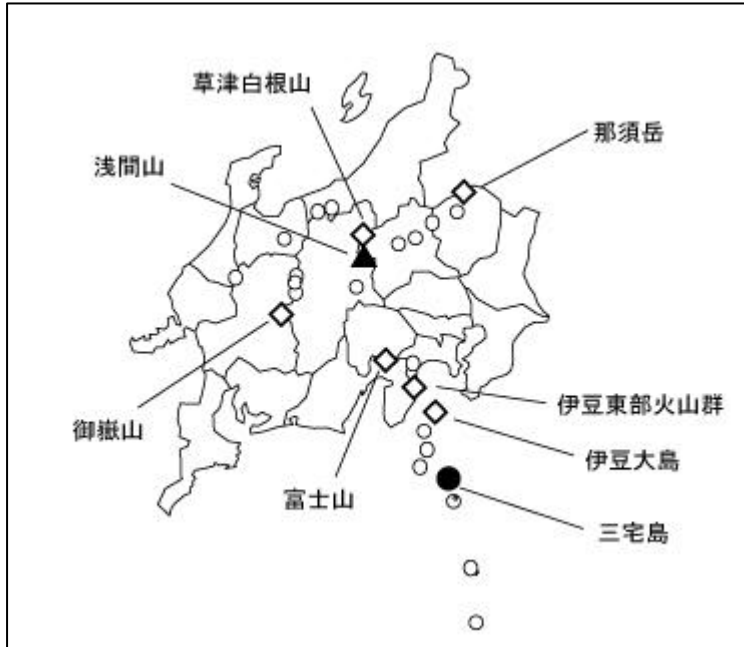 草津白根山
那須岳
浅間山
御嶽山
富士山
伊豆東部火山群
伊豆大島
三宅島